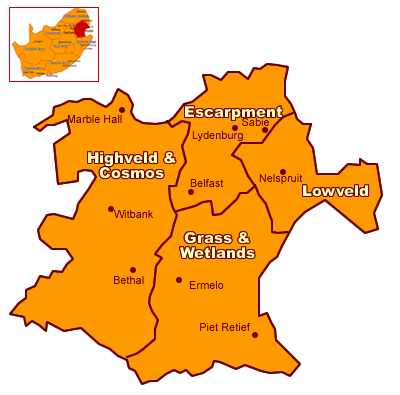 Marble Hall
Escarpment
Sabie
Lydenburg
Highveld &
Cosmos
Nelspruit
Belfast
Lowveld
Witbank
Grass &
Wetlands
Bethal
Ermelo
Piet Retief